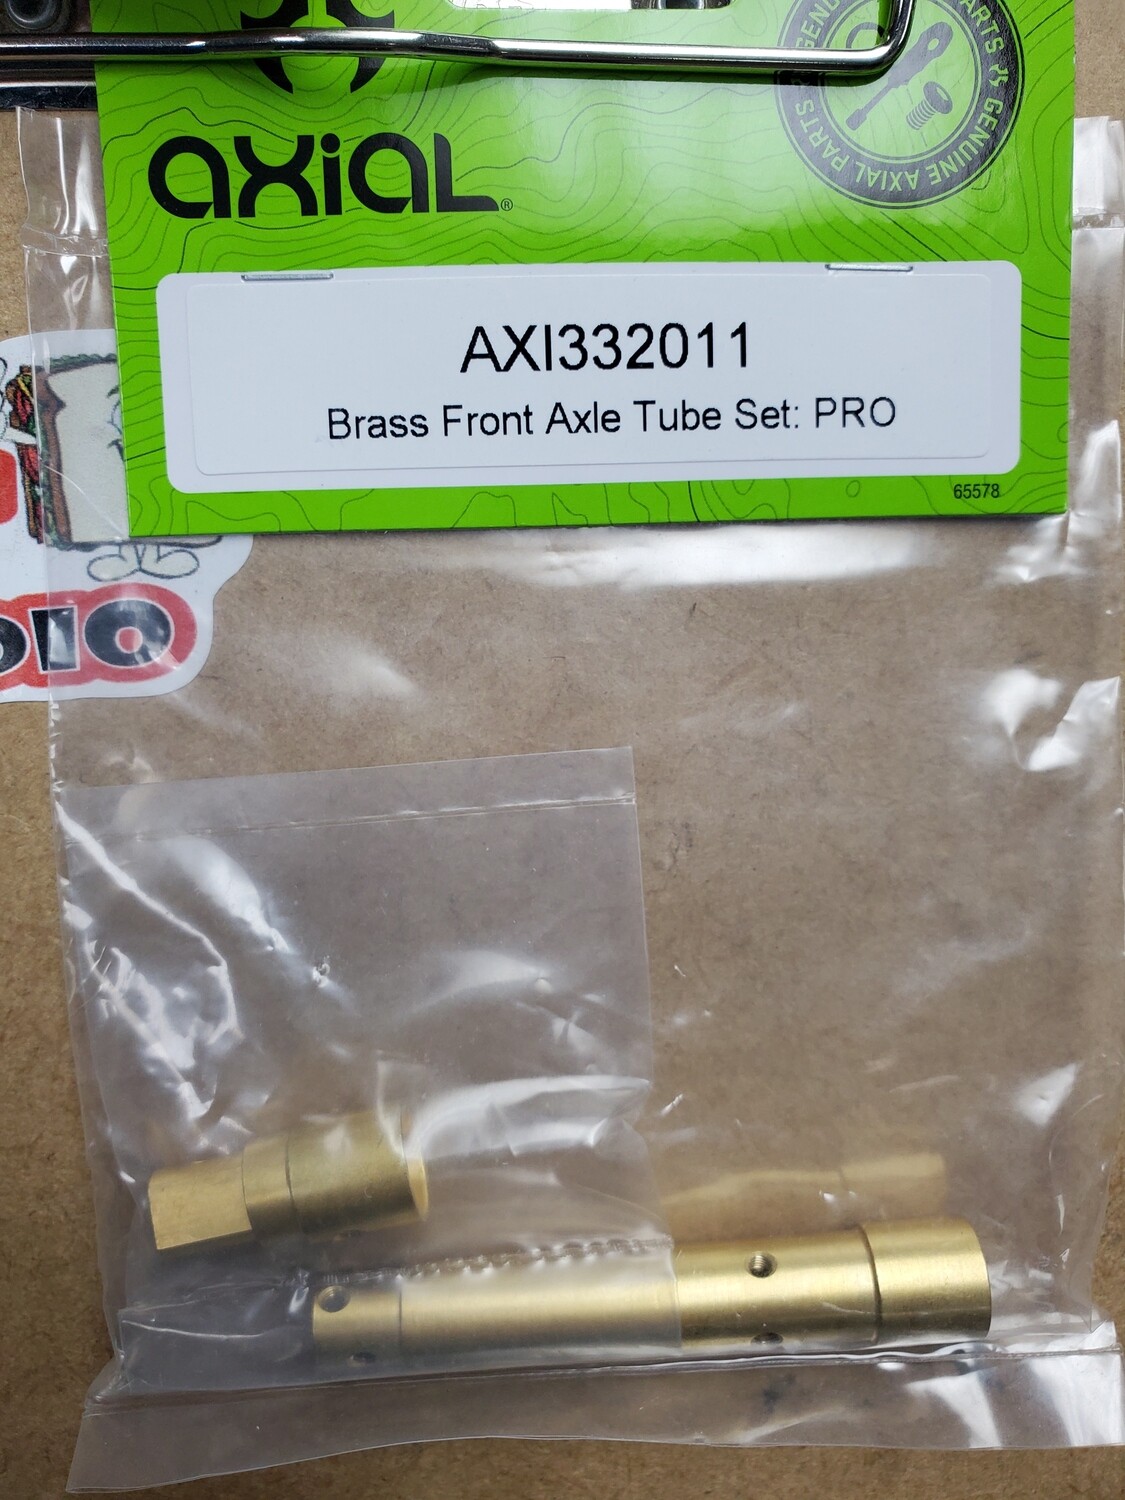 axial®
GENUINE AXIAL PARTS
AXI332011
Brass Front Axle Tube Set: PRO
65578